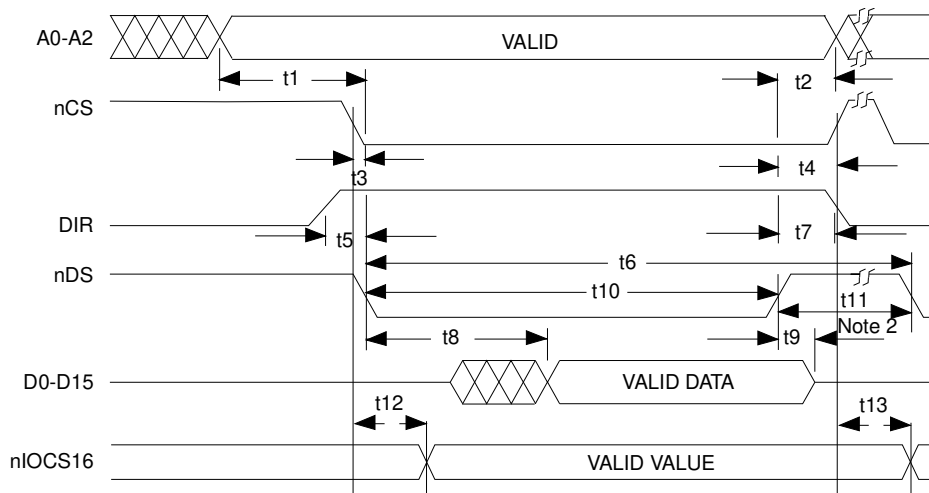 A0-A2
VALID
t1
t2
nCS
t3
t4
DIR
t5
t7
t6
nDS
t10
t11
t8
t9
Note 2
D0-D15
VALID DATA
t12
t13
nIOCS16
VALID VALUE